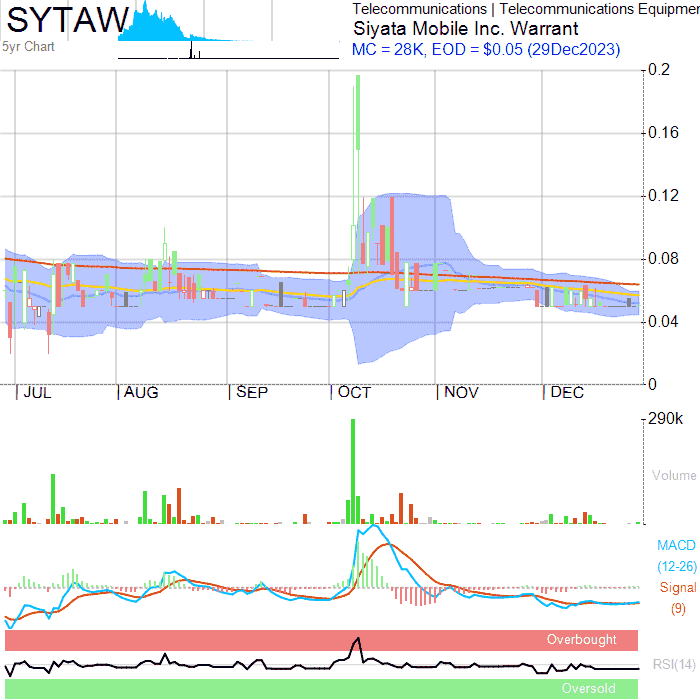 SYTAW
5yr Chart
Telecommunications | Telecommunications Equipmen
Siyata Mobile Inc. Warrant
MC = 28K, EOD = $0.05 (29Dec2023)
0.2
0.16
0.12
0.08
0.04
0
JUL AUG SEP OCT NOV DEC
290k
Volume
MACD
(12-26)
Signal
(9)
Overbought
RSI(14)
Oversold